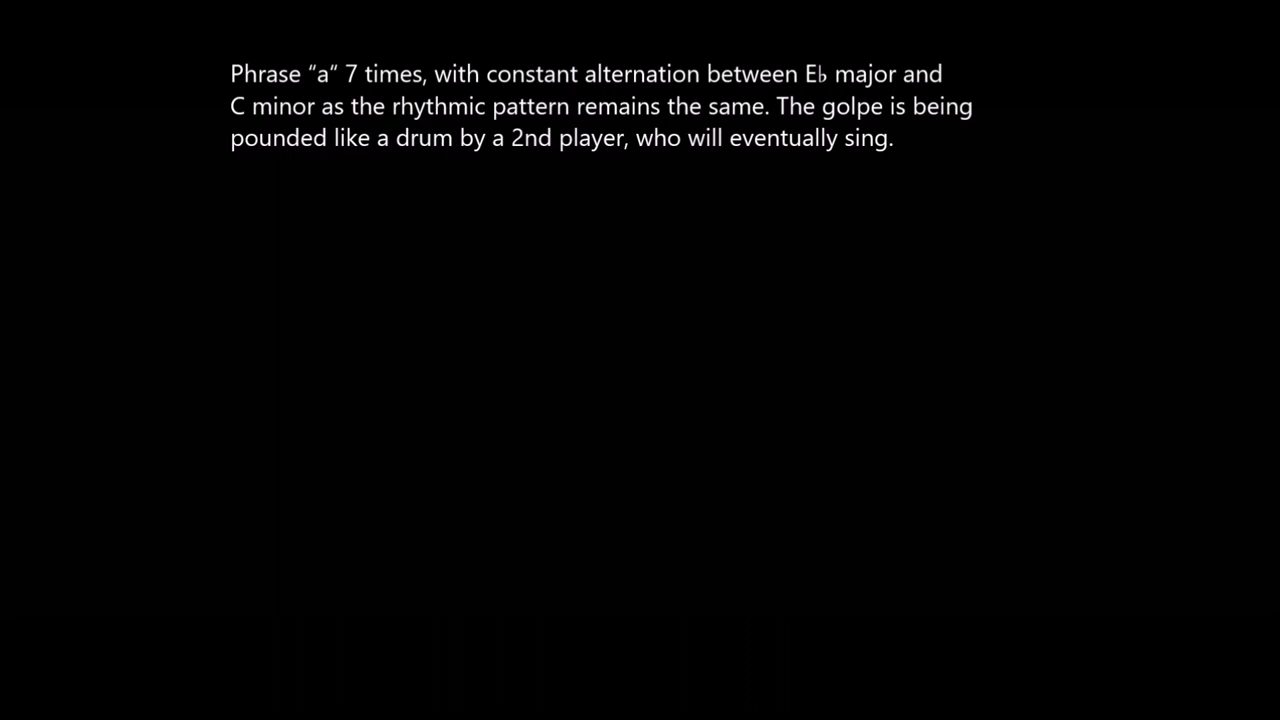 Phrase “a” 7 times, with constant alternation between E♭ major and
C minor as the rhythmic pattern remains the same. The golpe is being
pounded like a drum by a 2nd player, who will eventually sing.